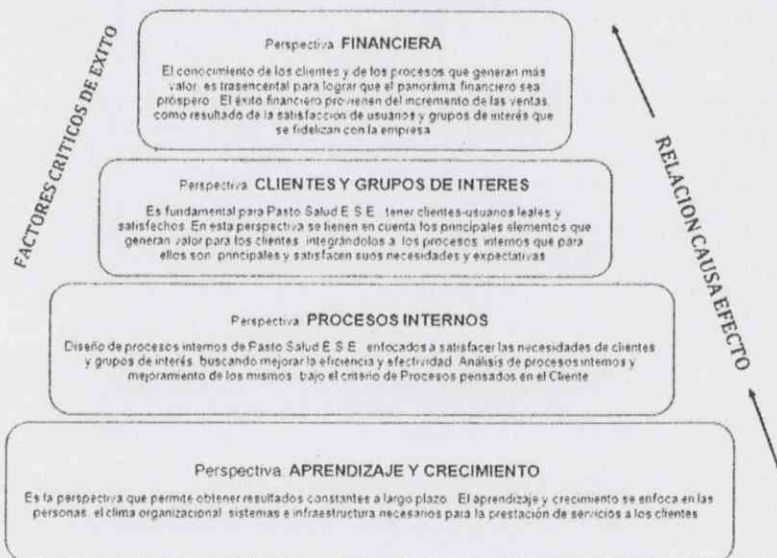 FACTORES CRITICOS DE EXITO
Perspectiva FINANCIERA
El conocimiento de los clientes y de los procesos que generan más
valor es trasencental para lograr que el panoráma financiero sea
próspero El éxito financiero provienen del incremento de las ventas,
como resultado de la satisfacción de usuarios y grupos de interés que
se fidelizan con la empresa
Perspectiva CLIENTES Y GRUPOS DE INTERES
Es fundamental para Pasto Salud E.S.E. tener clientes-usuarios leales y
satisfechos En esta perspectiva se tienen en cuenta los principales elementos que
generan valor para los clientes integrándolos a los procesos internos que para
ellos son principales y satisfacen suos necesidades y expectativas
Perspectiva PROCESOS INTERNOS
Diseño de procesos internos de Pasto Salud E.S.E. enfocados a satisfacer las necesidades de clientes
y grupos de interés, buscando mejorar la eficiencia y efectividad Análisis de procesos internos y
mejoramiento de los mismos bajo el criterio de Procesos pensados en el Cliente
Perspectiva: APRENDIZAJE Y CRECIMIENTO
Es la perspectiva que permite obtener resultados constantes a largo plazo El aprendizaje y crecimiento se enfoca en las
personas, el clima organizacional sistemas e infraestructura necesarios para la prestación de servicios a los clientes
RELACION CAUSA EFECTO